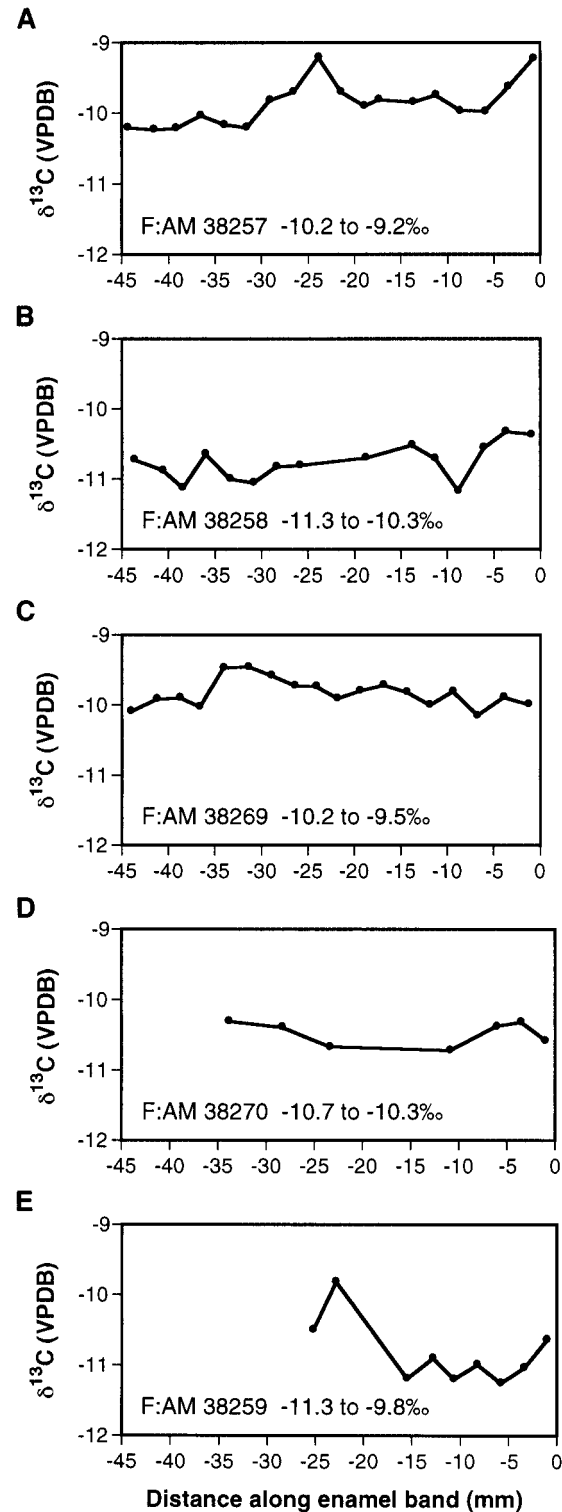 A
δ13C (VPDB)
-9
-10
-11
-12
F:AM 38257 -10.2 to -9.2‰
-45 -40 -35 -30 -25 -20 -15 -10 -5 0
B
δ13C (VPDB)
-9
-10
-11
-12
F:AM 38258 -11.3 to -10.3‰
-45 -40 -35 -30 -25 -20 -15 -10 -5 0
C
δ13C (VPDB)
-9
-10
-11
-12
F:AM 38269 -10.2 to -9.5‰
-45 -40 -35 -30 -25 -20 -15 -10 -5 0
D
δ13C (VPDB)
-9
-10
-11
-12
F:AM 38270 -10.7 to -10.3‰
-45 -40 -35 -30 -25 -20 -15 -10 -5 0
E
δ13C (VPDB)
-9
-10
-11
-12
F:AM 38259 -11.3 to -9.8‰
-45 -40 -35 -30 -25 -20 -15 -10 -5 0
Distance along enamel band (mm)